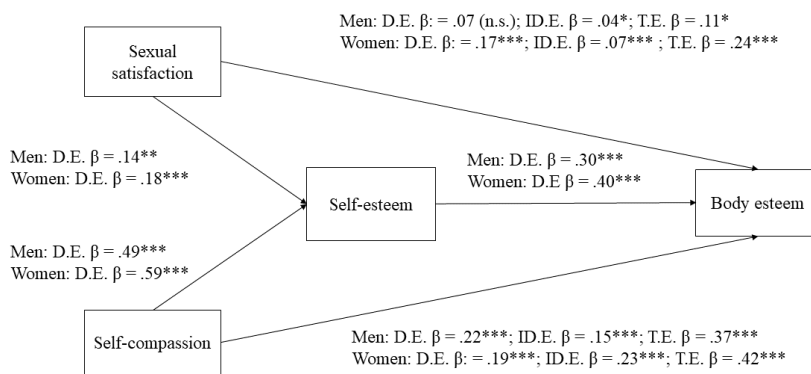 Men: D.E. β: = .07 (n.s.); ID.E. β = .04*; T.E. β = .11*
Women: D.E. β: = .17***; ID.E. β = .07*** ; T.E. β = .24***
Sexual
satisfaction
Men: D.E. β = .14**
Women: D.E. β = .18***
Men: D.E. β = .30***
Women: D.E β = .40***
Self-esteem
Body esteem
Men: D.E. β = .49***
Women: D.E. β = .59***
Self-compassion
Men: D.E. β = .22***; ID.E. β = .15***; T.E. β = .37***
Women: D.E. β: = .19***; ID.E. β = .23***; T.E. β = .42***